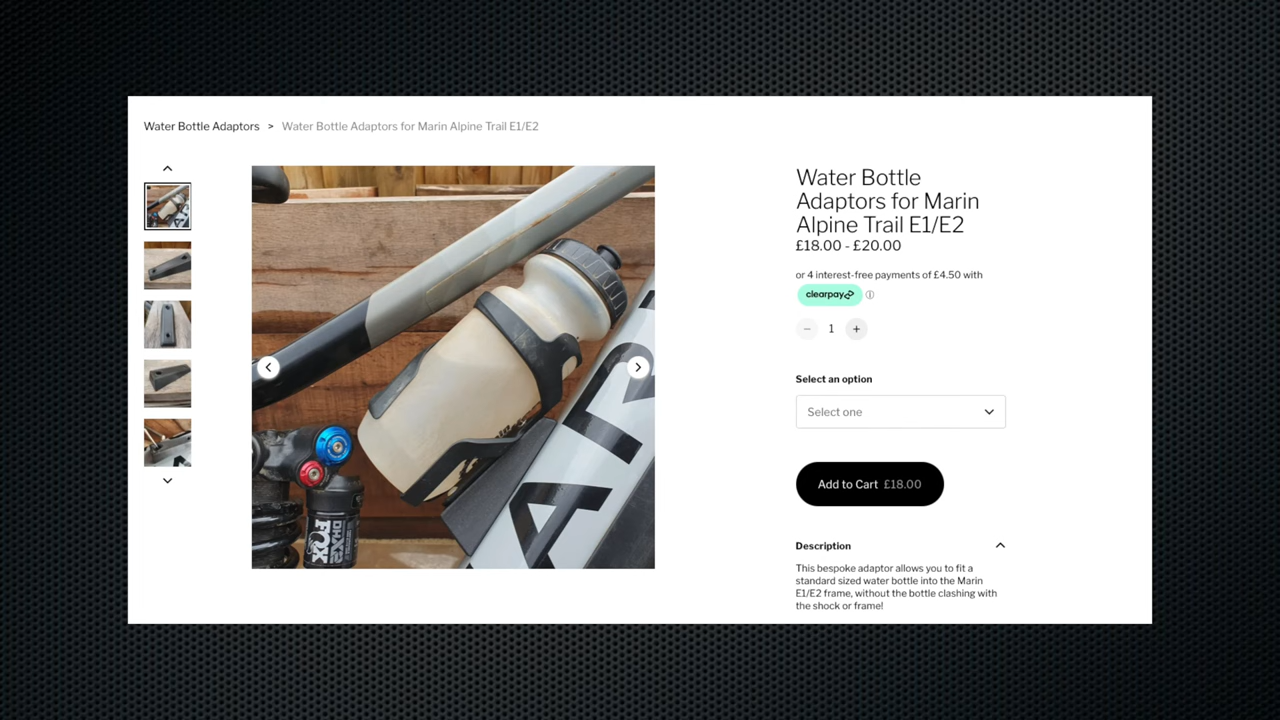 Water Bottle Adaptors > Water Bottle Adaptors for Marin Alpine Trail E1/E2
Water Bottle
Adaptors for Marin
Alpine Trail E1/E2
£18.00 - £20.00
or 4 interest-free payments of £4.50 with
clearpay
− 1 +
Select an option
Select one
Add to Cart £18.00
Description
This bespoke adaptor allows you to fit a
standard sized water bottle into the Marin
E1/E2 frame, without the bottle clashing with
the shock or frame!
FOX
DHX2